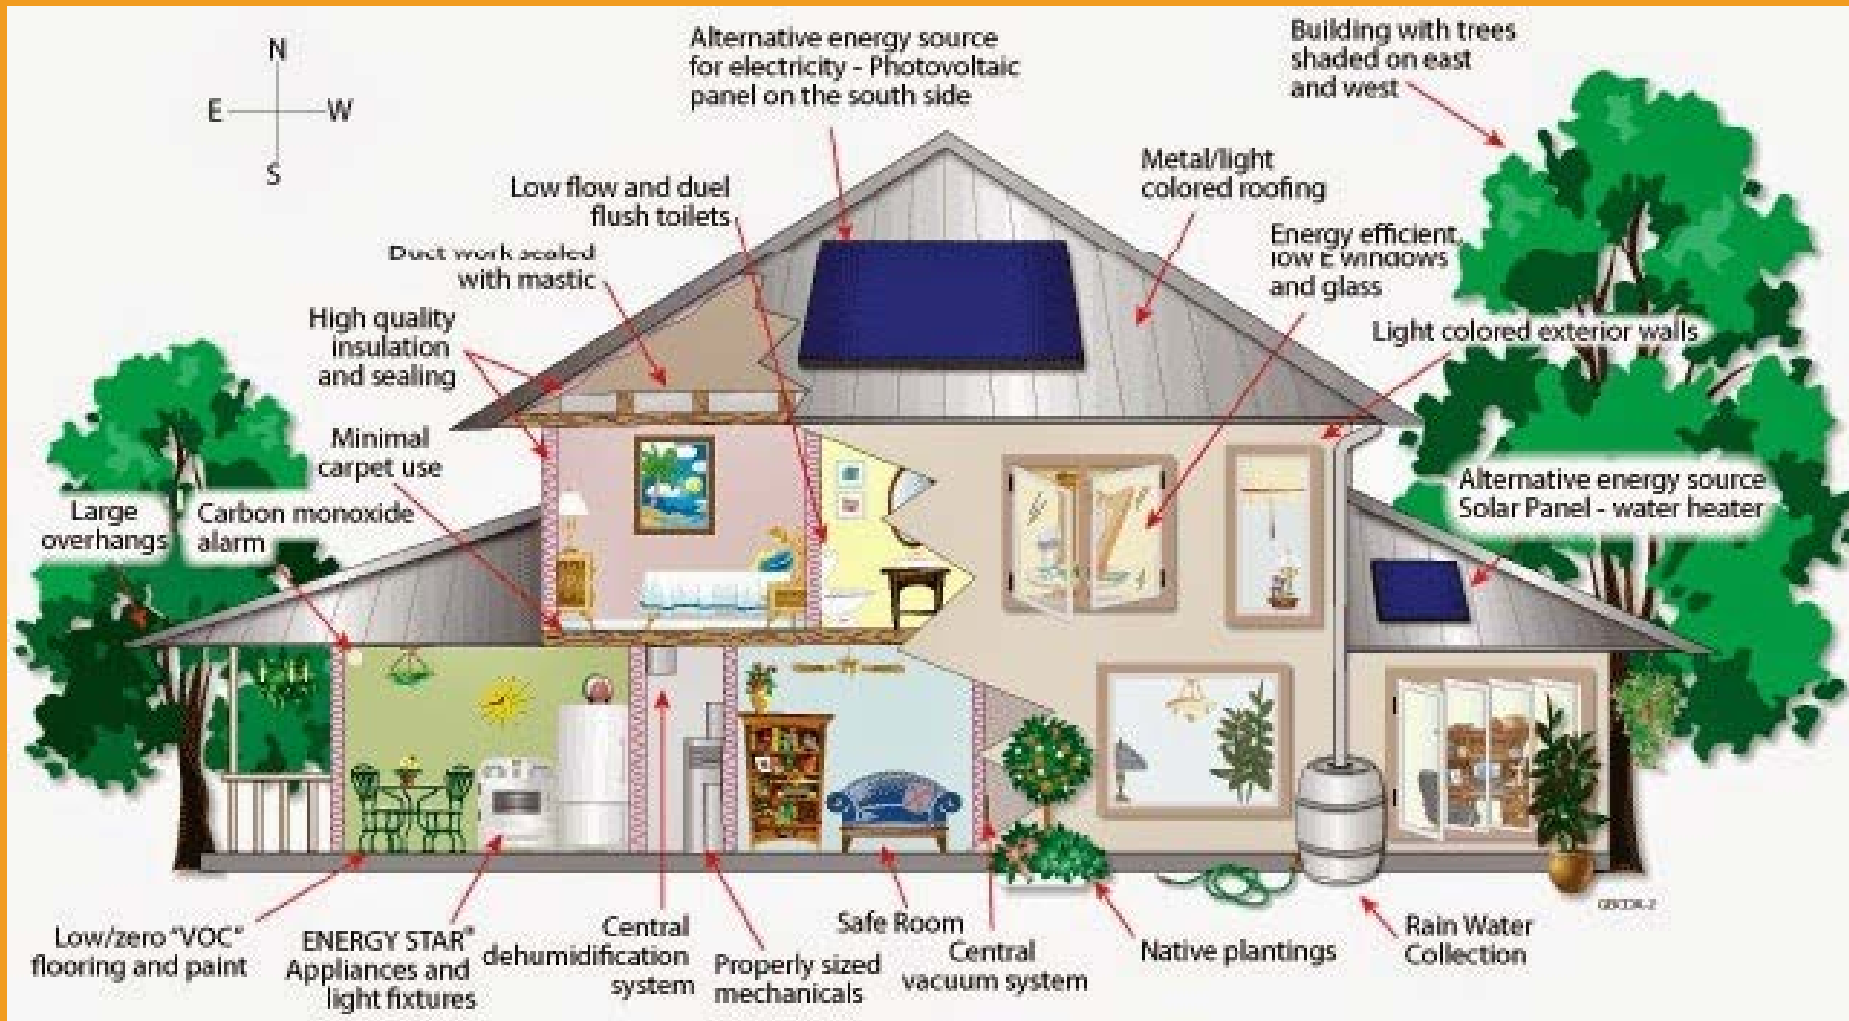 N
E
W
S
Alternative energy source
for electricity - Photovoltaic
panel on the south side
Building with trees
shaded on east
and west
Metal/light
colored roofing
Low flow and duel
flush toilets
Duct work sealed
with mastic
Energy efficient,
low E windows
and glass
High quality
insulation
and sealing
Light colored exterior walls
Minimal
carpet use
Alternative energy source
Solar Panel - water heater
Large
overhangs
Carbon monoxide
alarm
Low/zero "VOC"
flooring and paint
ENERGY STAR®
Appliances and
light fixtures
Central
dehumidification
system
Properly sized
mechanicals
Safe Room
Central
vacuum system
Native plantings
Rain Water
Collection